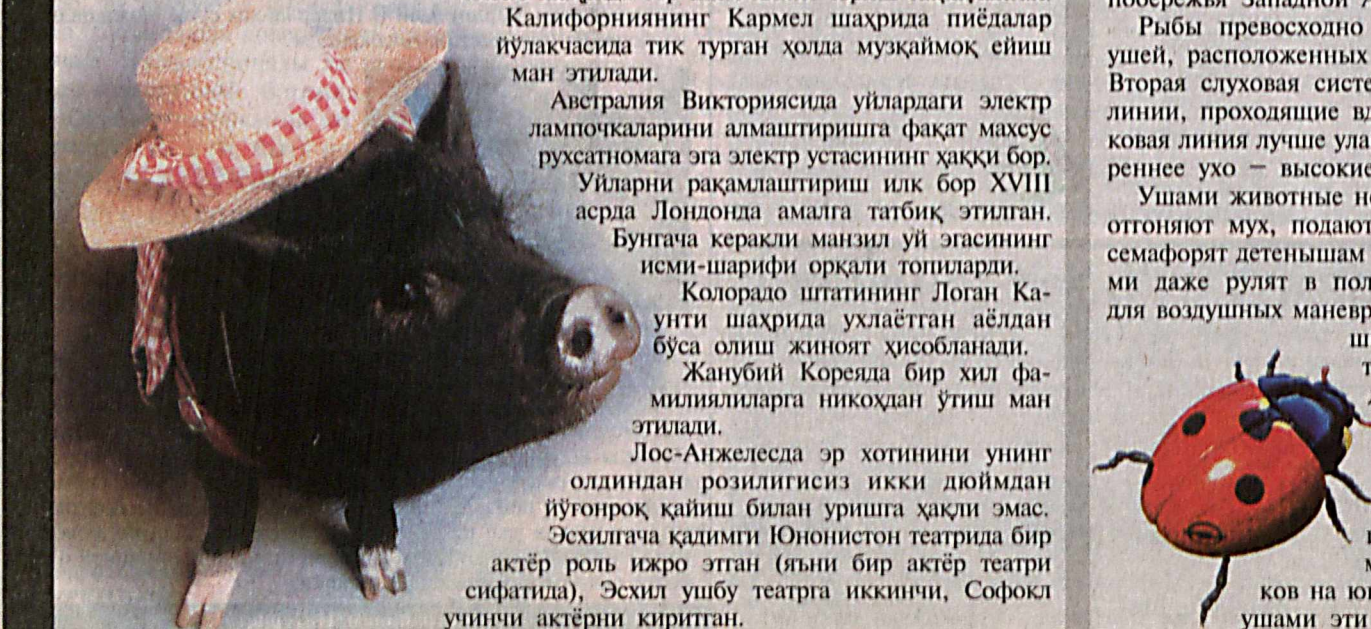 Калифорниянинг Кармел шаҳрида пиёдалар
йўлакчасида тик турган ҳолда музқаймоқ ейиш
ман этилади.
Австралия Викториясида уйлардаги электр
лампочкаларини алмаштиришга фақат махсус
рухсатномага эга электр устасининг ҳаққи бор.
Уйларни рақамлаштириш илк бор XVIII
асрда Лондонда амалга татбиқ этилган.
Бунгача керакли манзил уй эгасининг
исми-шарифи орқали топиларди.
Колорадо штатининг Логан Ка-
унти шаҳрида ухлаётган аёлдан
бўса олиш жиноят ҳисобланади.
Жанубий Кореяда бир хил фа-
милиялиларга никоҳдан ўтиш ман
этилади.
Лос-Анжелесда эр хотинини унинг
олдиндан розилигисиз икки дюймдан
йўғонроқ қайиш билан уришга ҳақли эмас.
Эсхилгача қадимги Юнонистон театрида бир
актёр роль ижро этган (яъни бир актёр театри
сифатида), Эсхил ушбу театрга иккинчи, Софокл
учинчи актёрни киритган.
побережья Западной
Рыбы превосходно
ушей, расположенных
Вторая слуховая сист
линии, проходящие вд
ковая линия лучше ула
реннее ухо — высокие
Ушами животные не
отгоняют мух, подают
семафорят детенышам
ми даже рулят в пол
для воздушных маневр
ш
т
ков на юг
ушами эти